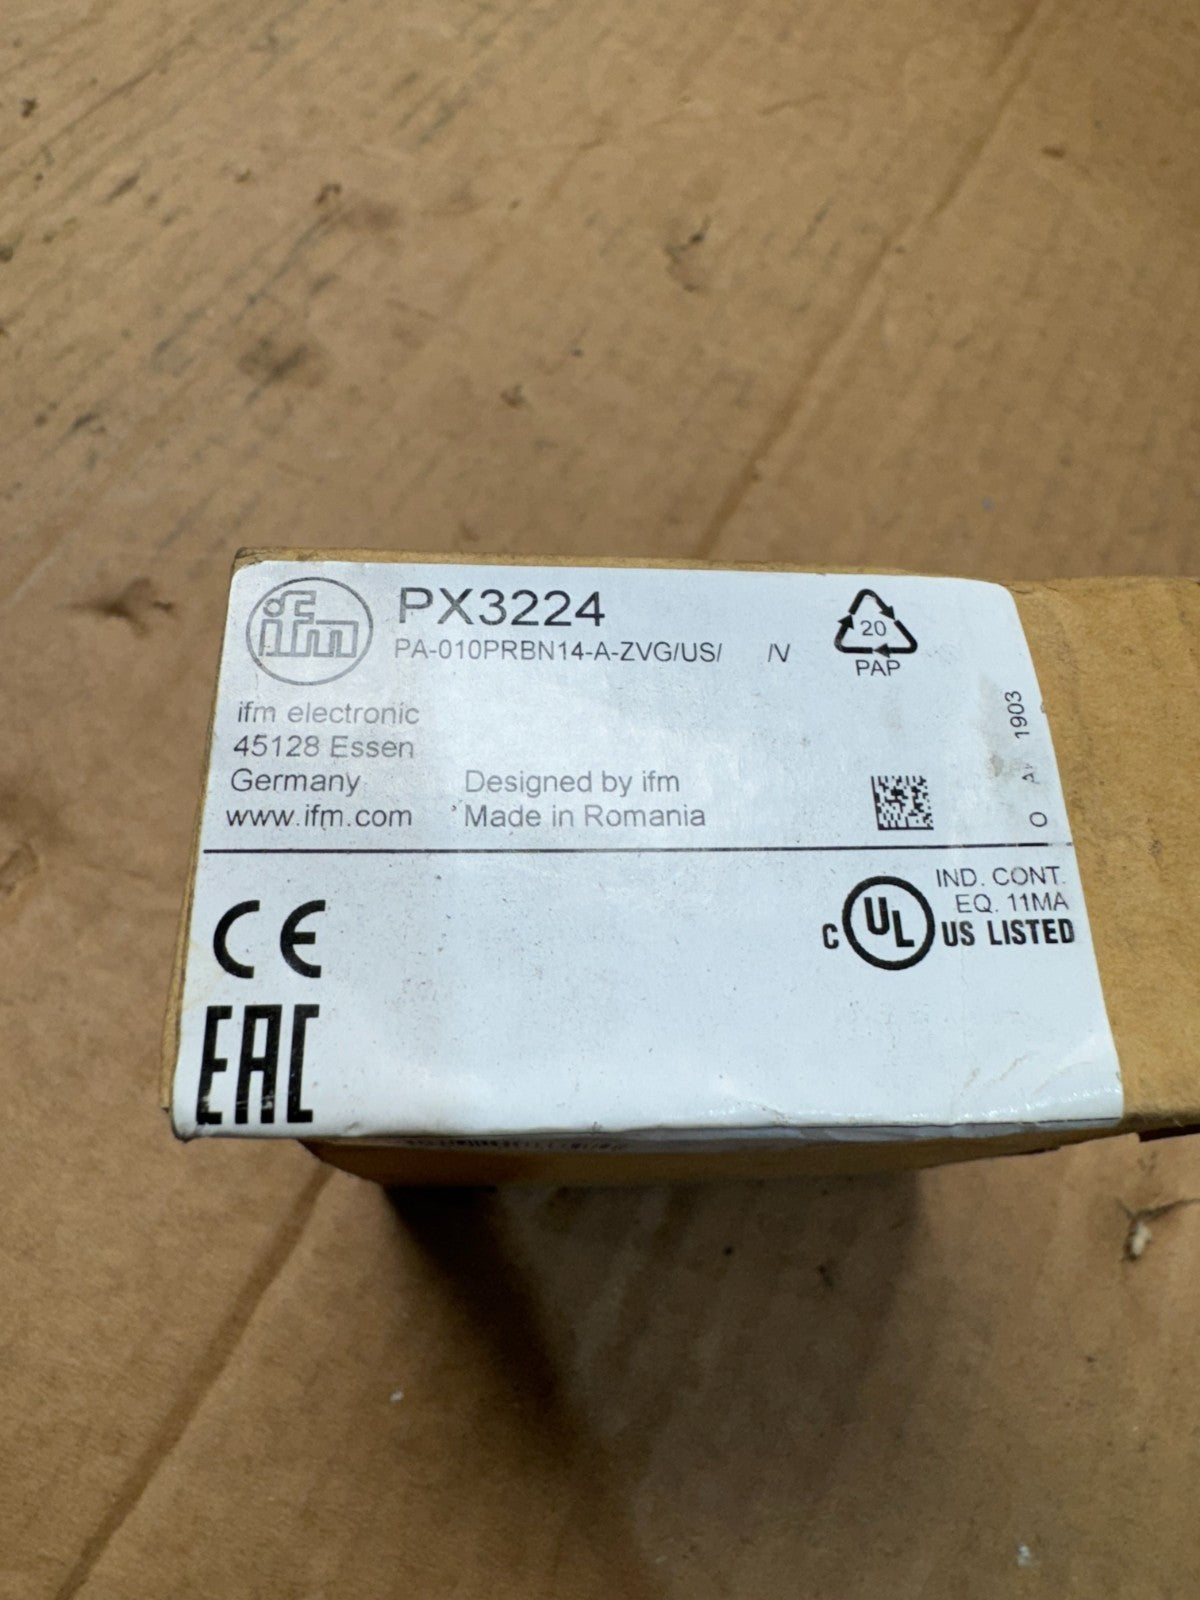 ifm
PX3224
PA-010PRBN14-A-ZVG/US/ /V
20
PAP
ifm electronic
45128 Essen
Germany
www.ifm.com
Designed by ifm
Made in Romania
1903
O
CE
EAC
C UL US LISTED
IND. CONT.
EQ. 11MA